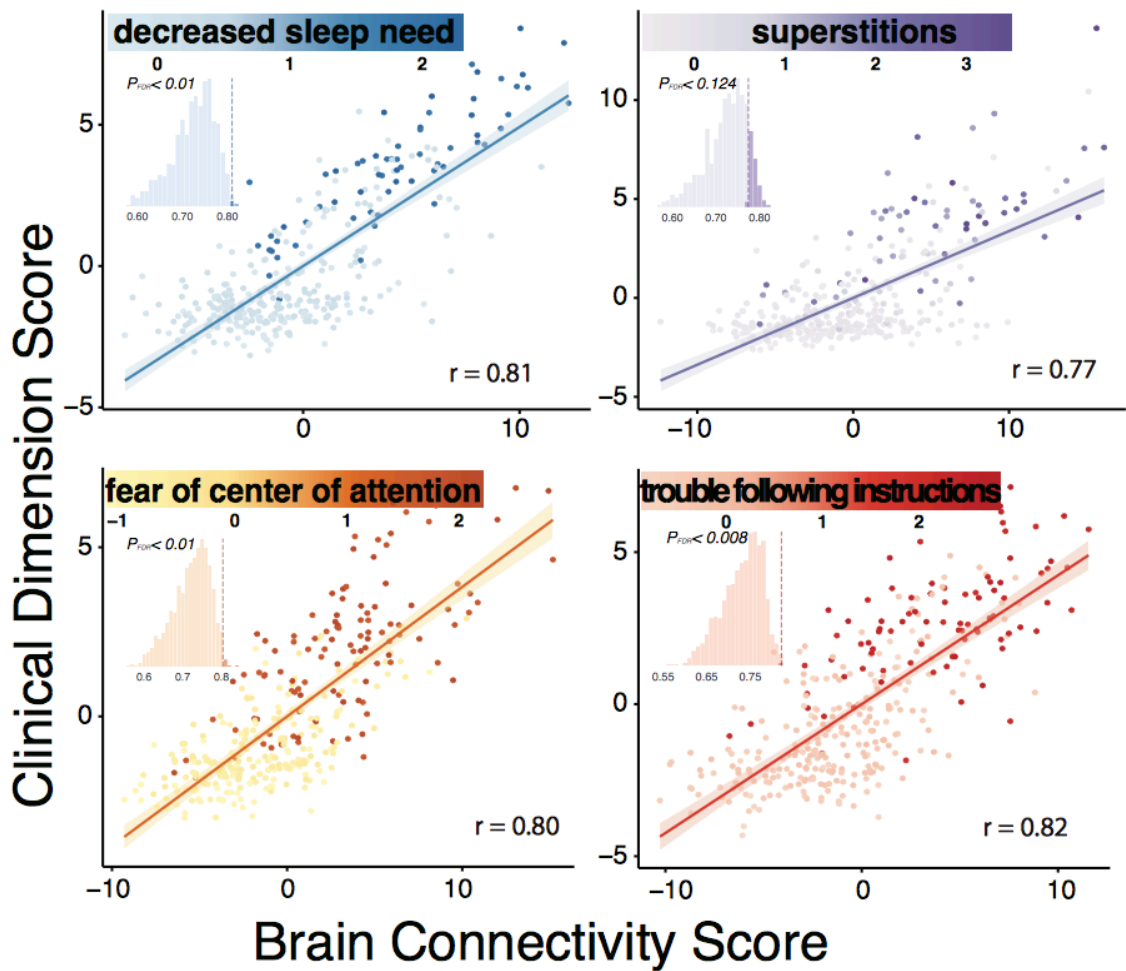 Clinical Dimension Score
decreased sleep need
0 1 2
P_FDR< 0.01
0.60 0.70 0.80
5
0
−5
0 10
r = 0.81
superstitions
0 1 2 3
P_FDR< 0.124
0.60 0.70 0.80
10
5
0
−5
−10 0 10
r = 0.77
fear of center of attention
−1 0 1 2
P_FDR< 0.01
0.6 0.7 0.8
5
0
−10 0 10
r = 0.80
trouble following instructions
0 1 2
P_FDR< 0.008
0.55 0.65 0.75
5
0
−5
−10 0 10
r = 0.82
Brain Connectivity Score